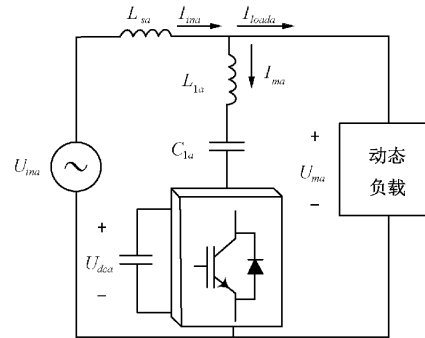 L_{sa} I_{ina} I_{loada}
L_{1a} I_{ma}
C_{1a}
U_{ina}
+
U_{ma}
−
动态
负载
+
U_{dca}
−